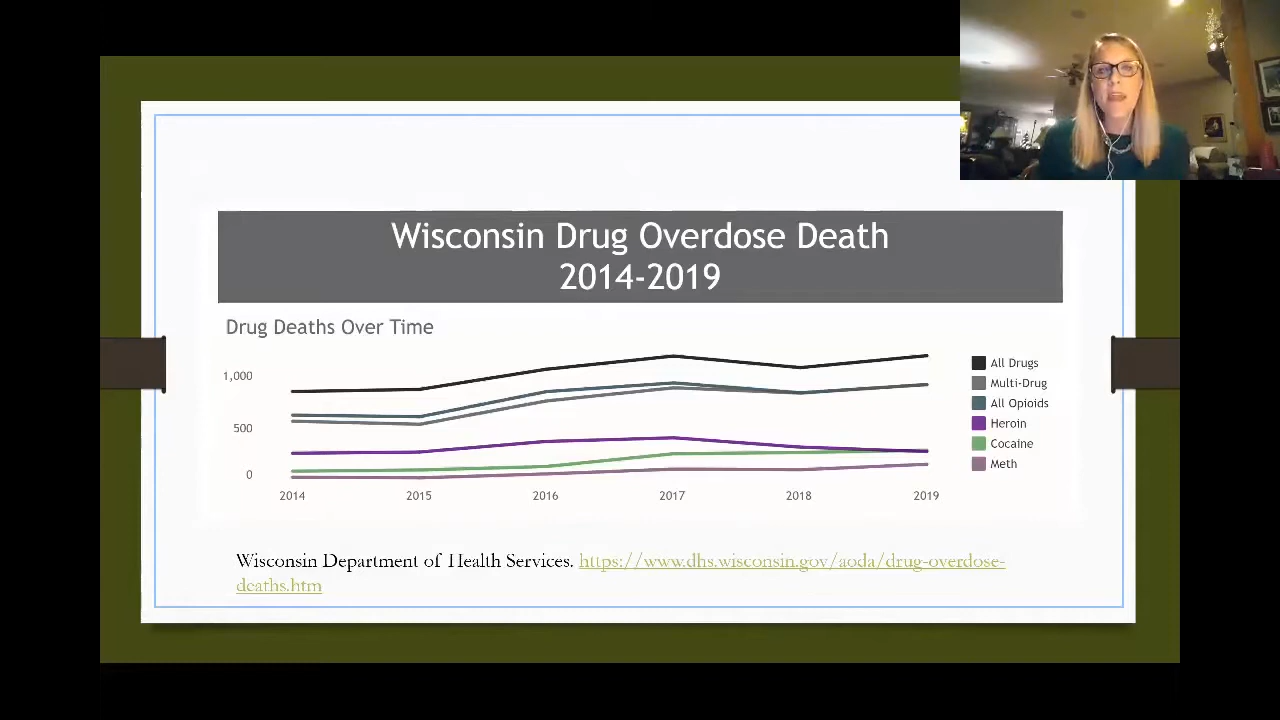 Wisconsin Drug Overdose Death
2014-2019
Drug Deaths Over Time
1,000
500
0
2014 2015 2016 2017 2018 2019
All Drugs
Multi-Drug
All Opioids
Heroin
Cocaine
Meth
Wisconsin Department of Health Services. https://www.dhs.wisconsin.gov/aoda/drug-overdose-
deaths.htm